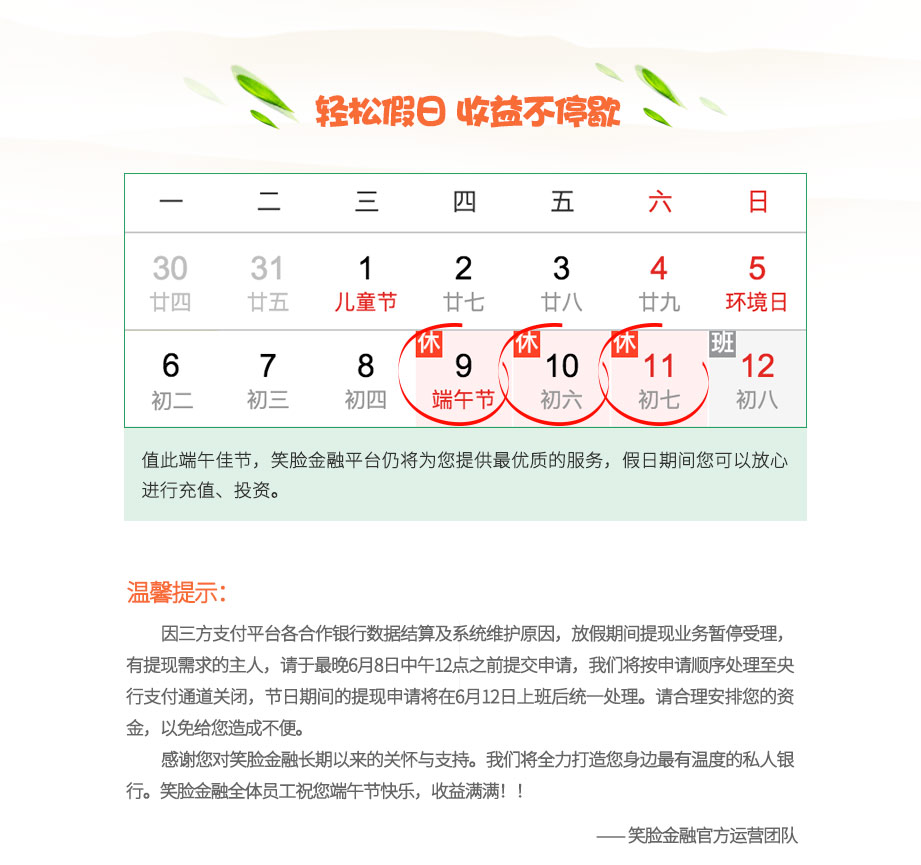 轻松假日 收益不停歇
一 二 三 四 五 六 日
30 31 1 2 3 4 5
廿四 廿五 儿童节 廿七 廿八 廿九 环境日
休 休 休 班
6 7 8 9 10 11 12
初二 初三 初四 端午节 初六 初七 初八
值此端午佳节，笑脸金融平台仍将为您提供最优质的服务，假日期间您可以放心
进行充值、投资。
温馨提示：
因三方支付平台各合作银行数据结算及系统维护原因，放假期间提现业务暂停受理，
有提现需求的主人，请于最晚6月8日中午12点之前提交申请，我们将按申请顺序处理至央
行支付通道关闭，节日期间的提现申请将在6月12日上班后统一处理。请合理安排您的资
金，以免给您造成不便。
感谢您对笑脸金融长期以来的关怀与支持。我们将全力打造您身边最有温度的私人银
行。笑脸金融全体员工祝您端午节快乐，收益满满！！
—— 笑脸金融官方运营团队